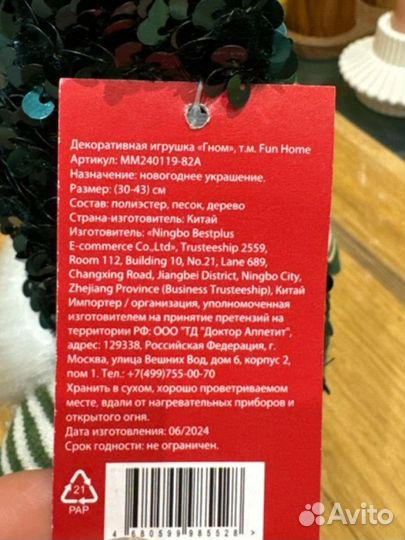 Декоративная игрушка «Гном», т.м. Fun Home
Артикул: MM240119-82A
Назначение: новогоднее украшение.
Размер: (30-43) см
Состав: полиэстер, песок, дерево
Страна-изготовитель: Китай
Изготовитель: «Ningbo Bestplus
E-commerce Co.,Ltd», Trusteeship 2559,
Room 112, Building 10, No.21, Lane 689,
Changxing Road, Jiangbei District, Ningbo City,
Zhejiang Province (Business Trusteeship), Китай
Импортер / организация, уполномоченная
изготовителем на принятие претензий на
территории РФ: ООО "ТД "Доктор Аппетит",
адрес: 129338, Российская Федерация, г.
Москва, улица Вешних Вод, дом 6, корпус 2,
пом 1. Тел.: +7(499)755-00-70
Хранить в сухом, хорошо проветриваемом
месте, вдали от нагревательных приборов и
открытого огня.
Дата изготовления: 06/2024
Срок годности: не ограничен.
21
PAP
4 680599 985528 >
Avito